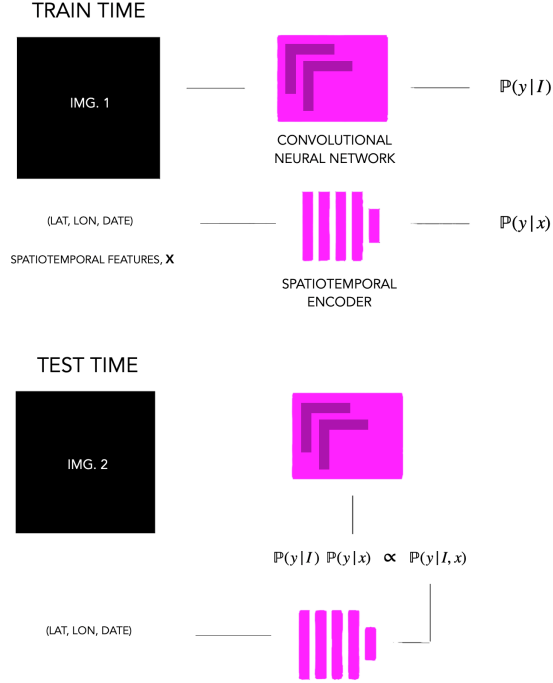 TRAIN TIME
IMG. 1
ℙ(y|I)
CONVOLUTIONAL
NEURAL NETWORK
(LAT, LON, DATE)
ℙ(y|x)
SPATIOTEMPORAL FEATURES, X
SPATIOTEMPORAL
ENCODER
TEST TIME
IMG. 2
ℙ(y|I) ℙ(y|x) ∝ ℙ(y|I, x)
(LAT, LON, DATE)